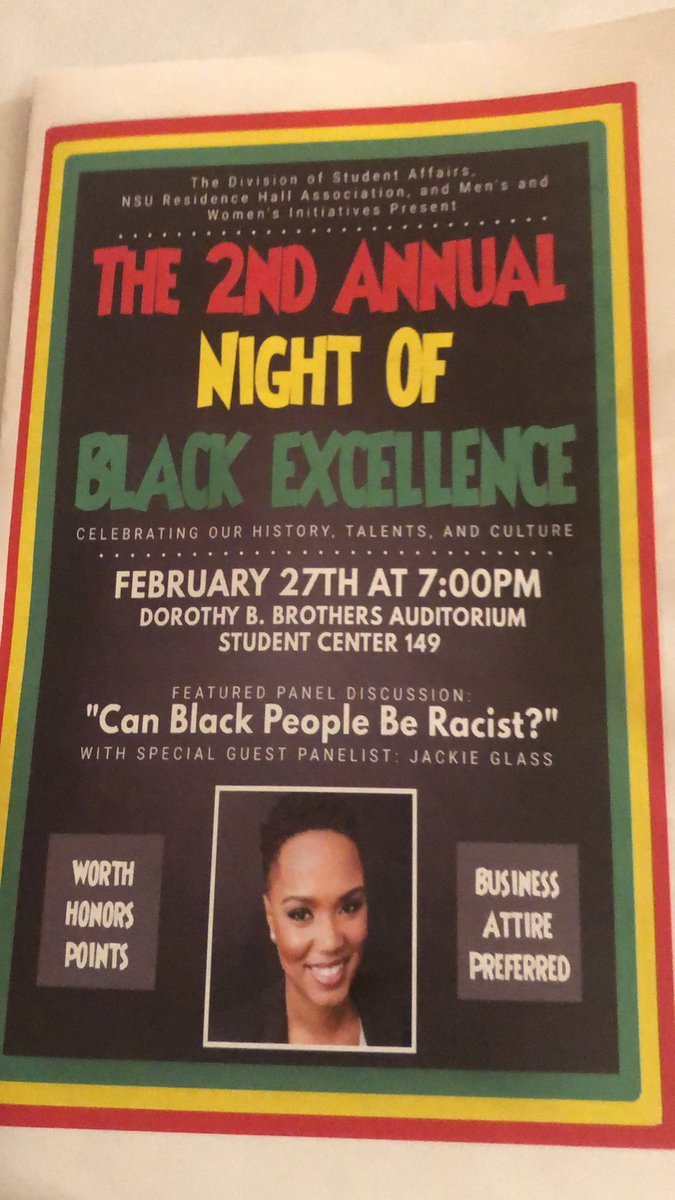 The Division of Student Affairs,
NSU Residence Hall Association, and Men's and
Women's Initiatives Present
THE 2ND ANNUAL
NIGHT OF
BLACK EXCELLENCE
CELEBRATING OUR HISTORY, TALENTS, AND CULTURE
FEBRUARY 27TH AT 7:00PM
DOROTHY B. BROTHERS AUDITORIUM
STUDENT CENTER 149
FEATURED PANEL DISCUSSION:
"Can Black People Be Racist?"
WITH SPECIAL GUEST PANELIST: JACKIE GLASS
WORTH
HONORS
POINTS
BUSINESS
ATTIRE
PREFERRED